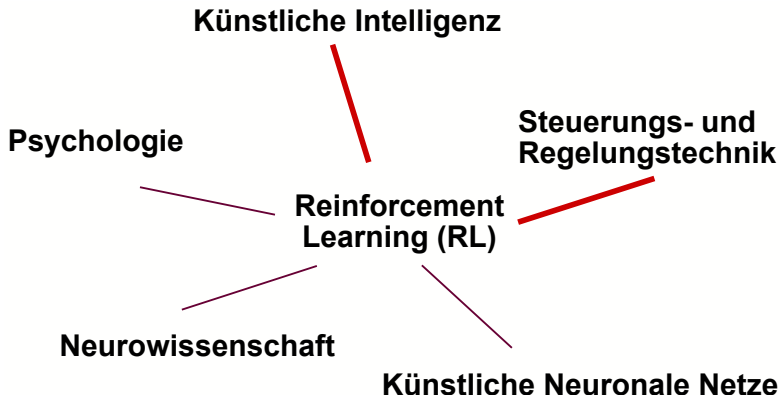 Künstliche Intelligenz
Psychologie
Steuerungs- und
Regelungstechnik
Reinforcement
Learning (RL)
Neurowissenschaft
Künstliche Neuronale Netze